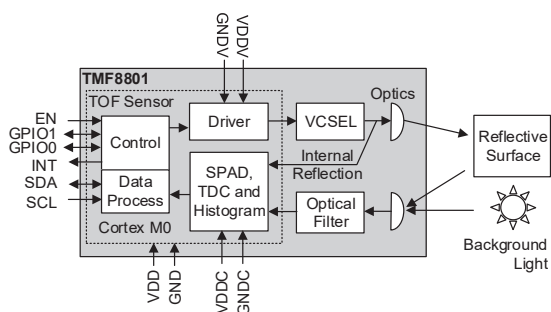 GNDV
VDDV
TMF8801
TOF Sensor
Optics
EN
GPIO1
GPIO0
INT
SDA
SCL
Control
Driver
VCSEL
Internal
Reflection
Reflective
Surface
Data
Process
SPAD,
TDC and
Histogram
Optical
Filter
Cortex M0
Background
Light
VDD
GND
VDDC
GNDC